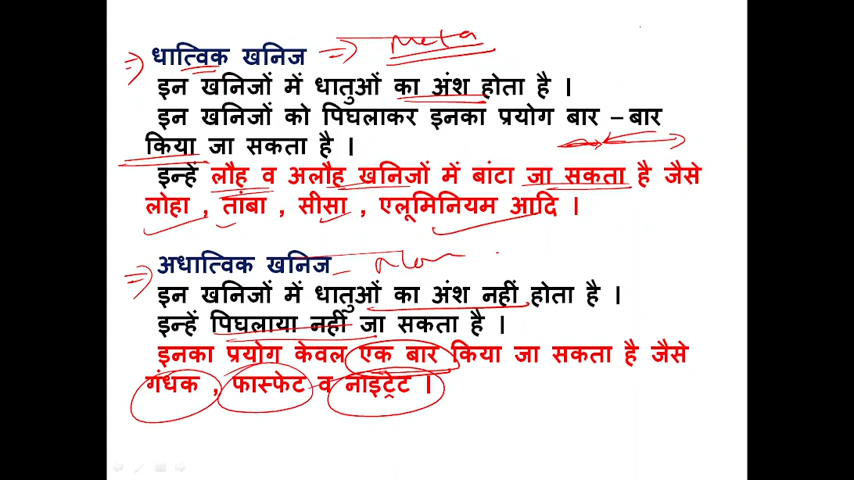 धात्विक खनिज => Meta
इन खनिजों में धातुओं का अंश होता है ।
इन खनिजों को पिघलाकर इनका प्रयोग बार –बार
किया जा सकता है ।
इन्हें लौह व अलौह खनिजों में बांटा जा सकता है जैसे
लोहा , तांबा , सीसा , एलूमिनियम आदि ।
अधात्विक खनिज
इन खनिजों में धातुओं का अंश नहीं होता है ।
इन्हें पिघलाया नहीं जा सकता है ।
इनका प्रयोग केवल एक बार किया जा सकता है जैसे
गंधक , फास्फेट व नाइट्रेट ।